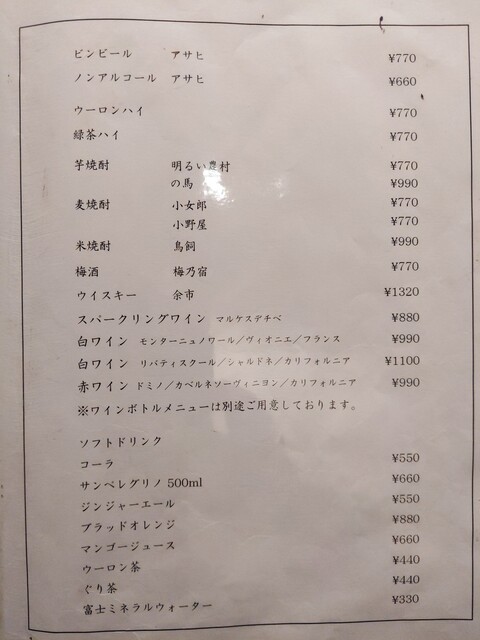 ビンビール アサヒ ¥770
ノンアルコール アサヒ ¥660
ウーロンハイ ¥770
緑茶ハイ ¥770
芋焼酎 明るい農村 ¥770
の馬 ¥990
麦焼酎 小女郎 ¥770
小野屋 ¥770
米焼酎 鳥飼 ¥990
梅酒 梅乃宿 ¥770
ウイスキー 余市 ¥1320
スパークリングワイン マルケスデチベ ¥880
白ワイン モンターニュノワール／ヴィオニエ／フランス ¥990
白ワイン リバティスクール／シャルドネ／カリフォルニア ¥1100
赤ワイン ドミノ／カベルネソーヴィニヨン／カリフォルニア ¥990
※ワインボトルメニューは別途ご用意しております。
ソフトドリンク
コーラ ¥550
サンペレグリノ 500ml ¥660
ジンジャーエール ¥550
ブラッドオレンジ ¥880
マンゴージュース ¥660
ウーロン茶 ¥440
ぐり茶 ¥440
富士ミネラルウォーター ¥330